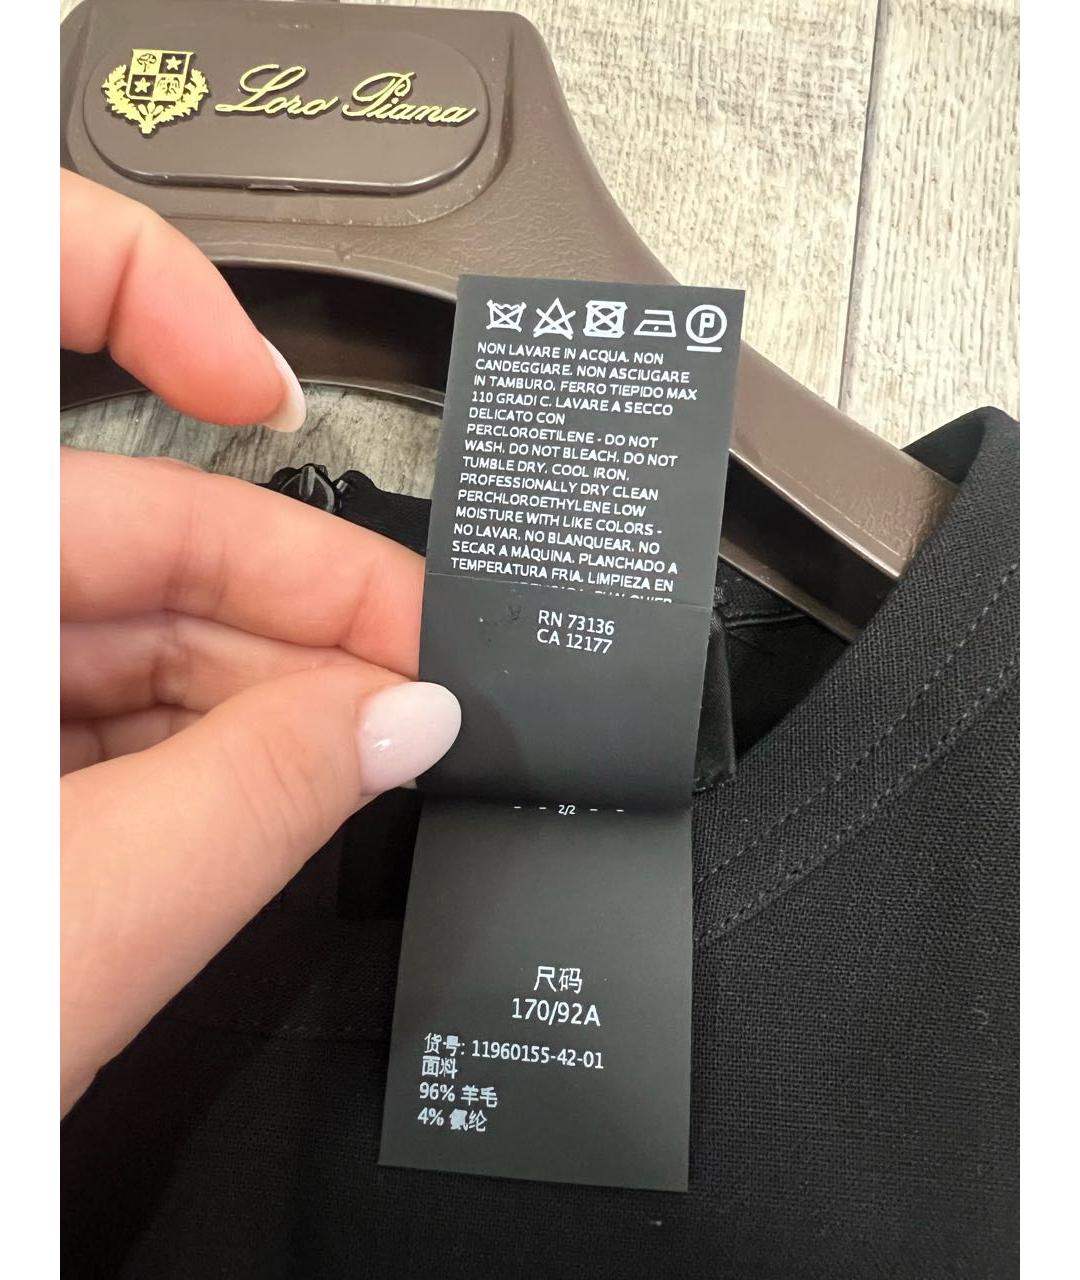 Loro Piana
P
NON LAVARE IN ACQUA. NON
CANDEGGIARE. NON ASCIUGARE
IN TAMBURO. FERRO TIEPIDO MAX
110 GRADI C. LAVARE A SECCO
DELICATO CON
PERCLOROETILENE - DO NOT
WASH. DO NOT BLEACH. DO NOT
TUMBLE DRY. COOL IRON.
PROFESSIONALLY DRY CLEAN
PERCHLOROETHYLENE LOW
MOISTURE WITH LIKE COLORS -
NO LAVAR. NO BLANQUEAR. NO
SECAR A MÀQUINA. PLANCHADO A
TEMPERATURA FRIA. LIMPIEZA EN
RN 73136
CA 12177
- - 2/2 - -
尺码
170/92A
货号: 11960155-42-01
面料
96% 羊毛
4% 氨纶